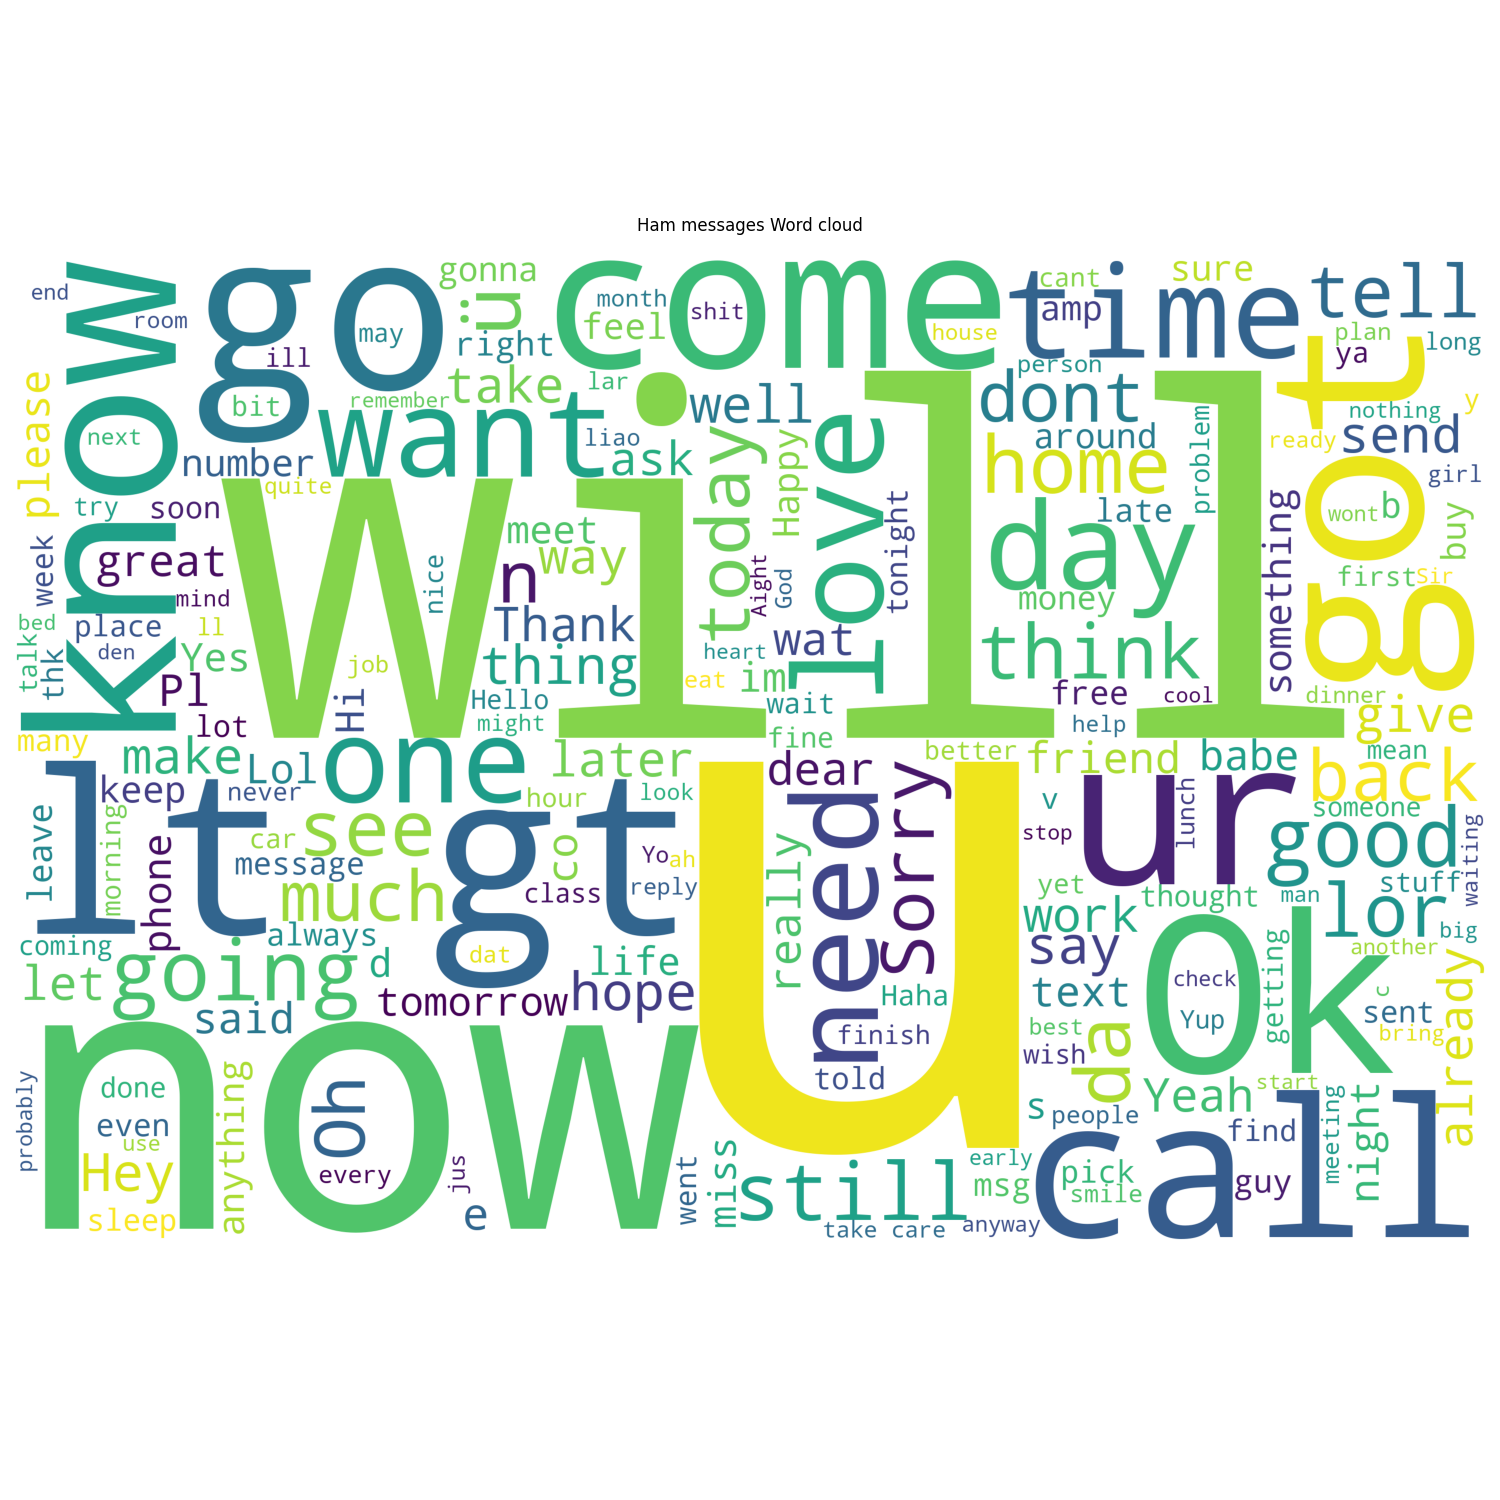 Ham messages Word cloud
end
room
know
go
may
ill
bit
gonna
ü
right
take
remember
come
month
feel
shit
lar
house
time
cant
amp
sure
tell
plan
ya
long
person
please
next
number
want
quite
liao
ask
well
dont
around
home
problem
late
got
nothing
ready
send
y
girl
try
soon
great
week
mind
place
den
ll
bed
talk
thk
Yes
Pl
lot
many
will
nice
job
Hi
n
meet
way
Thank
thing
Hello
might
today
Happy
Aight
God
heart
eat
im
wat
wait
fine
love
tonight
day
money
think
free
cool
help
something
wont
b
buy
first
Sir
dinner
give
make
Lol
one
later
dear
better
friend
babe
back
mean
keep
never
hour
look
lt
gt
leave
morning
phone
car
message
see
much
always
co
class
Yo
ah
reply
dat
life
u
really
need
Sorry
Haha
finish
told
v
stop
ur
lunch
good
someone
waiting
yet
thought
work
man
lor
stuff
big
another
say
text
Ok
check
Yup
getting
c
sent
bring
already
coming
let
going
d
said
tomorrow
hope
best
wish
da
now
probably
done
even
use
Hey
sleep
anything
oh
every
jus
e
went
miss
still
take care
early
msg
anyway
s
people
Yeah
start
pick
smile
call
find
guy
meeting
night